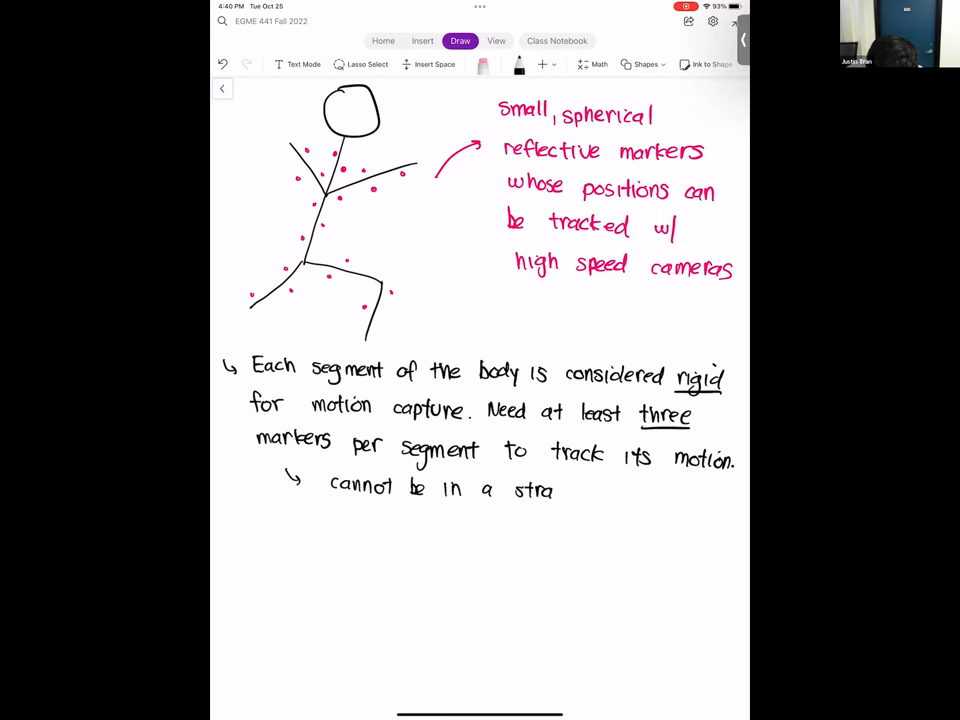 4:40 PM Tue Oct 25
93%
EGME 441 Fall 2022
Home Insert Draw View Class Notebook
Text Mode Lasso Select Insert Space Math Shapes Ink to Shape
Justin Tran
small, spherical
reflective markers
whose positions can
be tracked w/
high speed cameras
Each segment of the body is considered rigid
for motion capture. Need at least three
markers per segment to track its motion.
cannot be in a stra